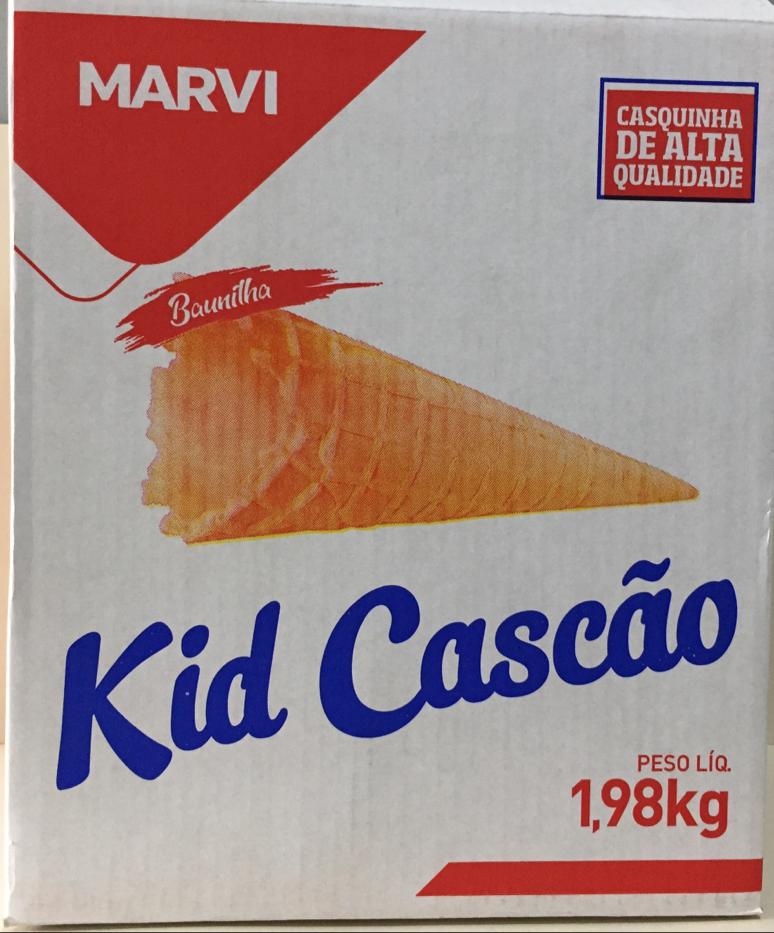 MARVI
CASQUINHA
DE ALTA
QUALIDADE
Baunilha
Kid Cascão
PESO LÍQ.
1,98kg